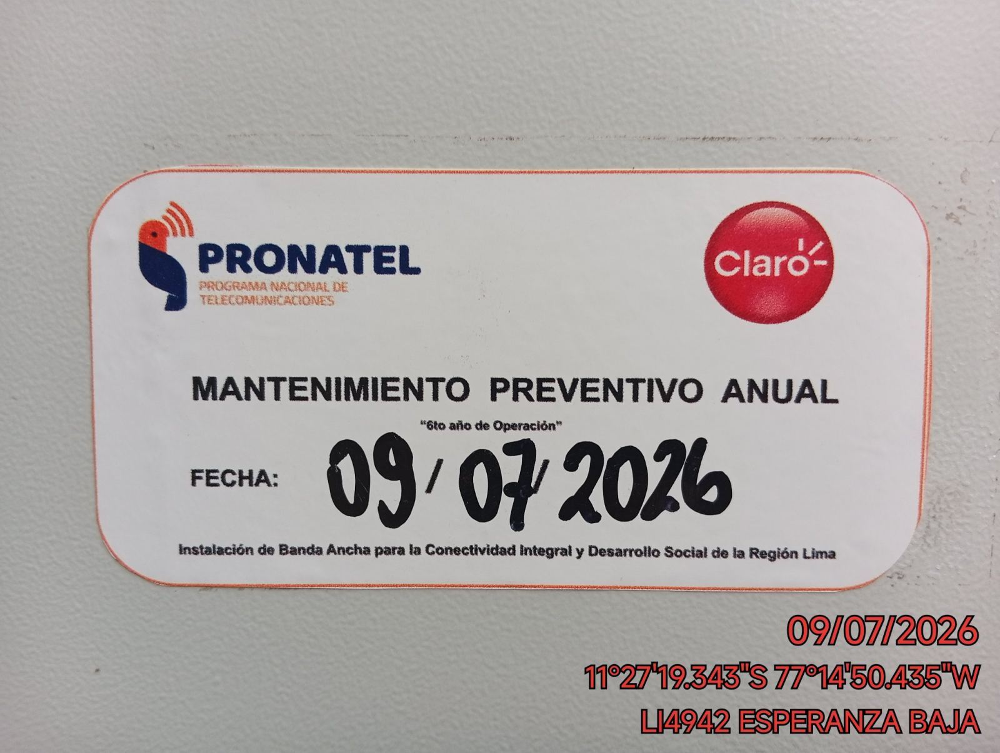 PRONATEL
PROGRAMA NACIONAL DE
TELECOMUNICACIONES
Claro
MANTENIMIENTO PREVENTIVO ANUAL
"6to año de Operación"
FECHA: 09/07/2026
Instalación de Banda Ancha para la Conectividad Integral y Desarrollo Social de la Región Lima
09/07/2026
11°27'19.343"S 77°14'50.435"W
LI4942 ESPERANZA BAJA